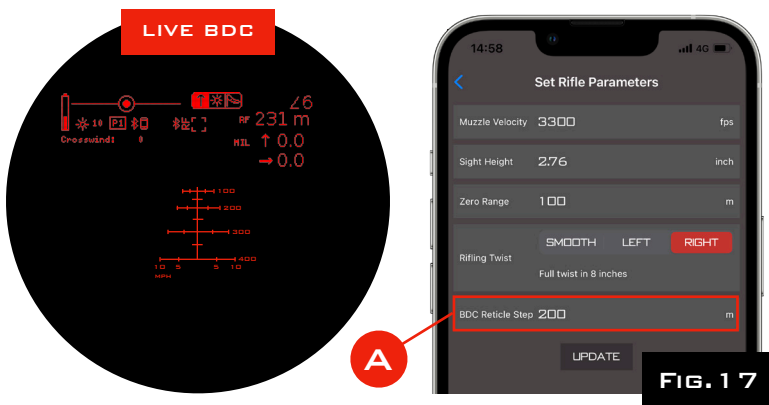 LIVE BDC
6
10 P1 RF 231 m
Crosswind: 0 MIL ↑ 0.0
→ 0.0
100
200
300
400
10 5 5 10
MPH
14:58 4G
Set Rifle Parameters
Muzzle Velocity 3300 fps
Sight Height 2.76 inch
Zero Range 100 m
Rifling Twist SMOOTH LEFT RIGHT
Full twist in 8 inches
BDC Reticle Step 200 m
A
UPDATE
FIG.17